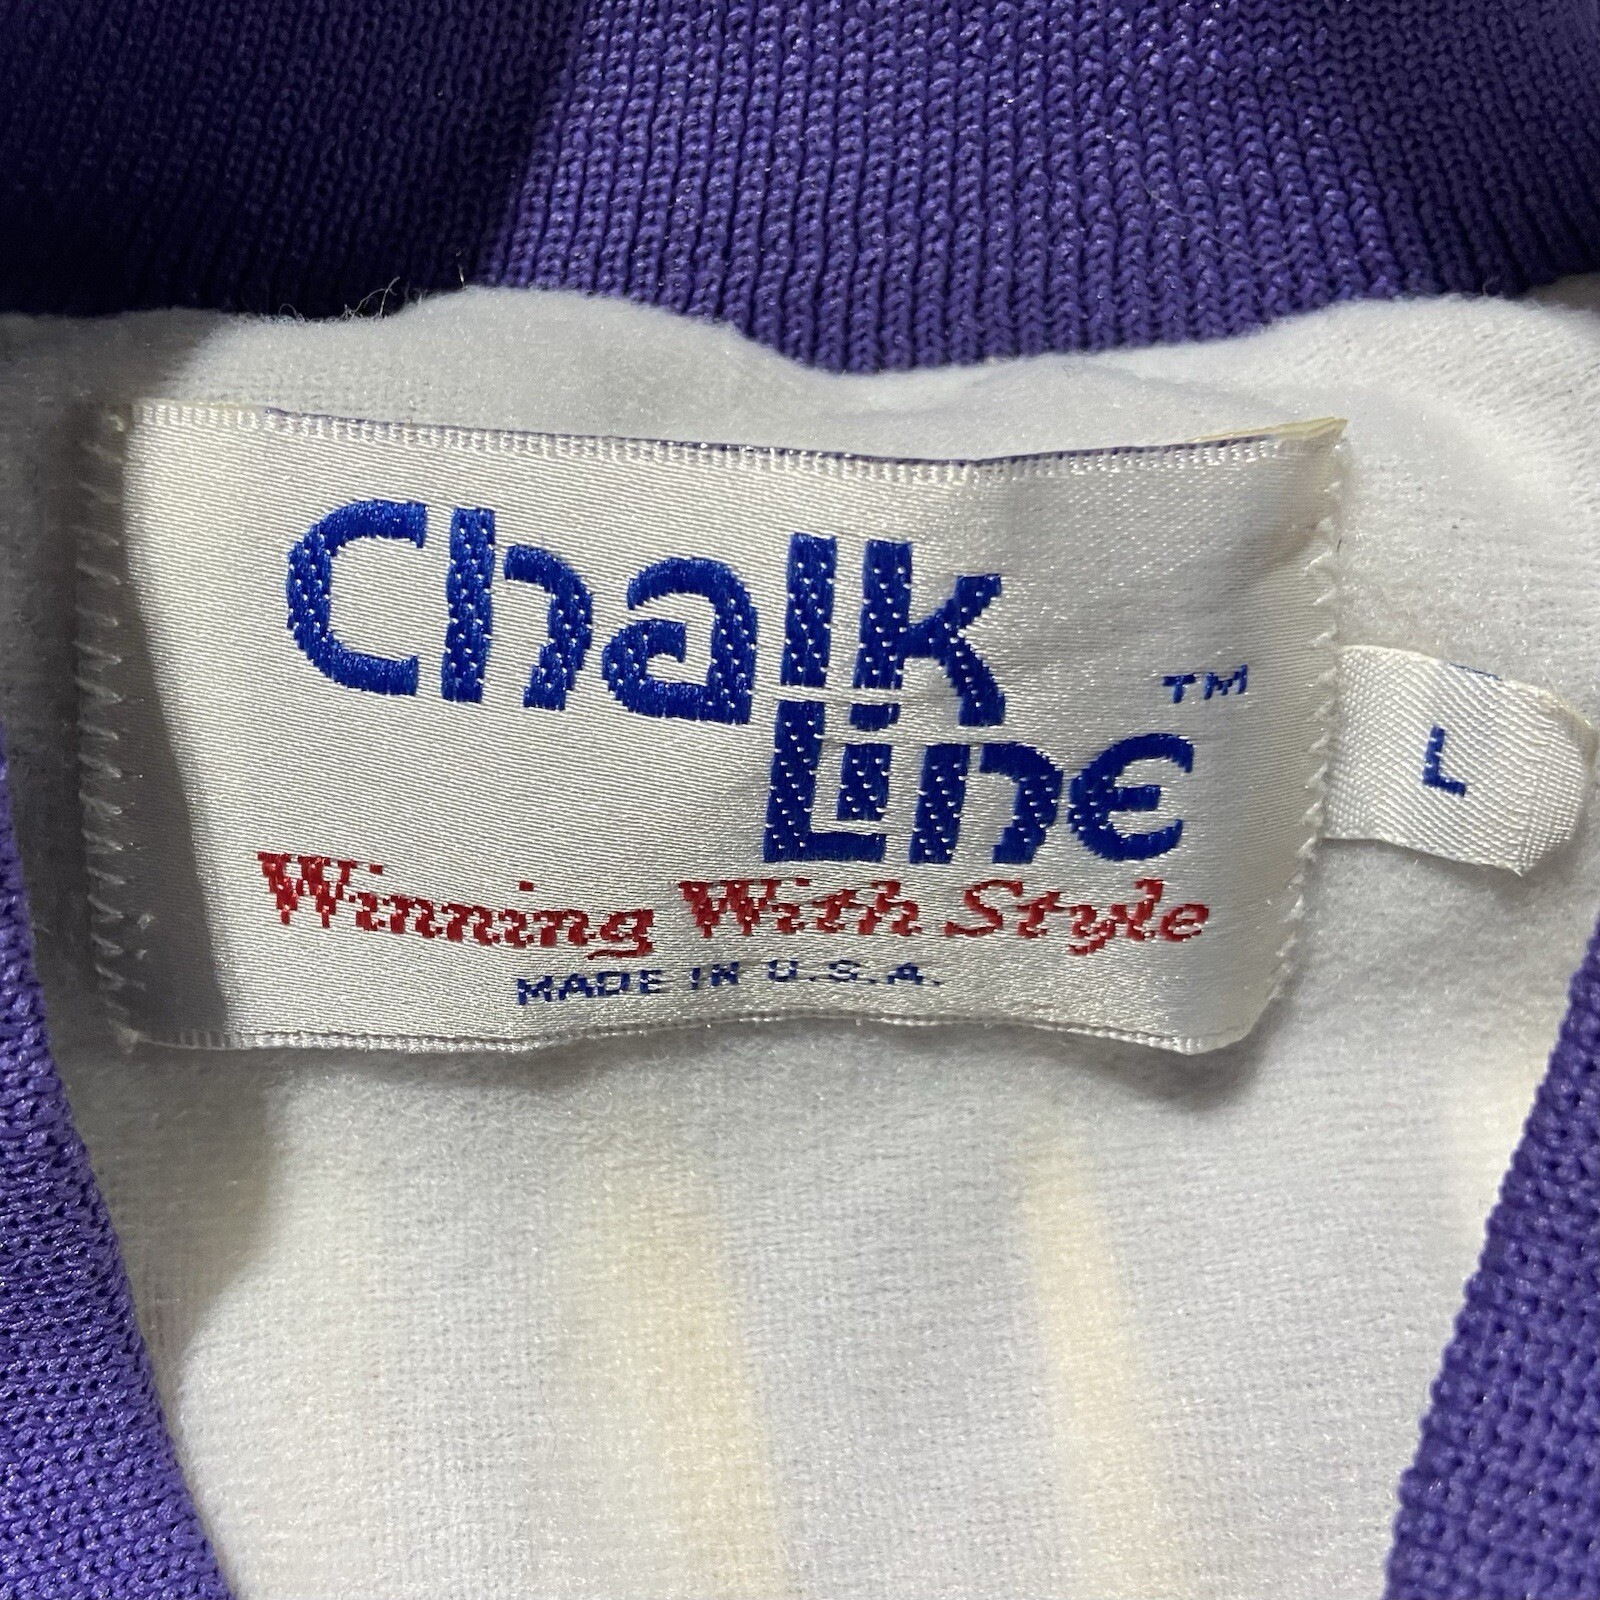 Chalk
Line ™
Winning With Style
MADE IN U.S.A.
L